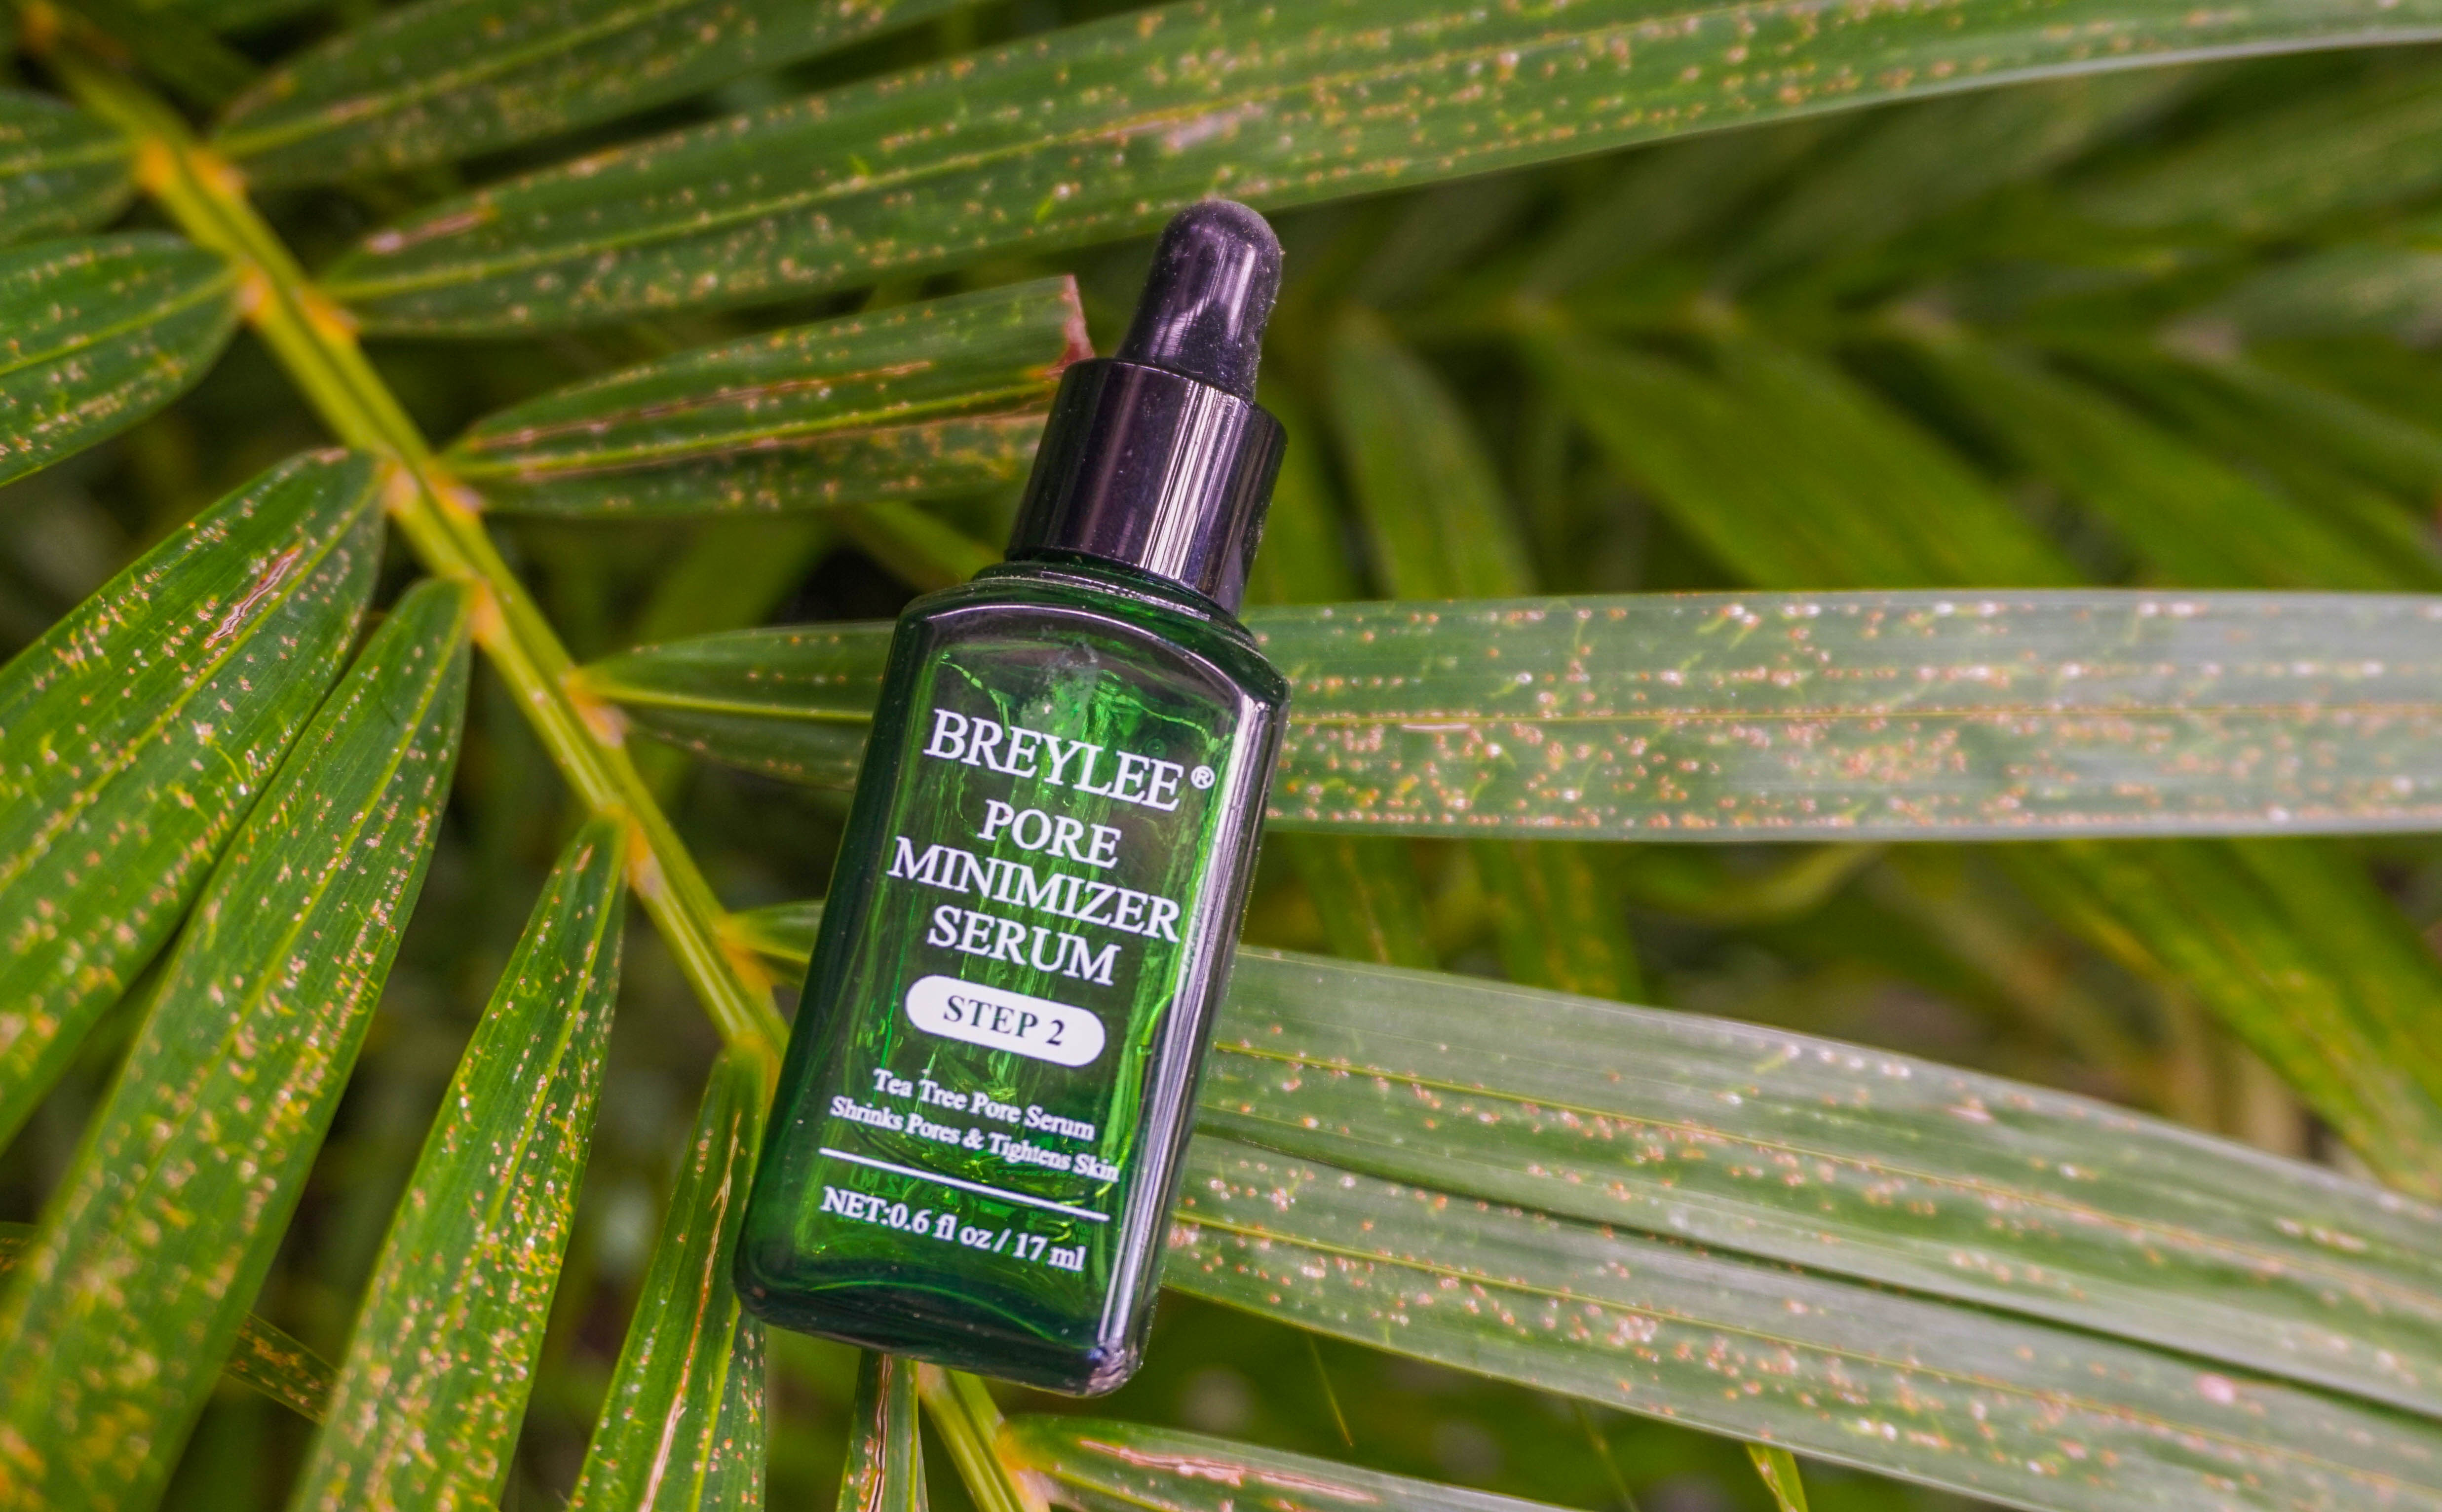 BREYLEE®
PORE
MINIMIZER
SERUM
STEP 2
Tea Tree Pore Serum
Shrinks Pores & Tightens Skin
NET:0.6 fl oz / 17 ml